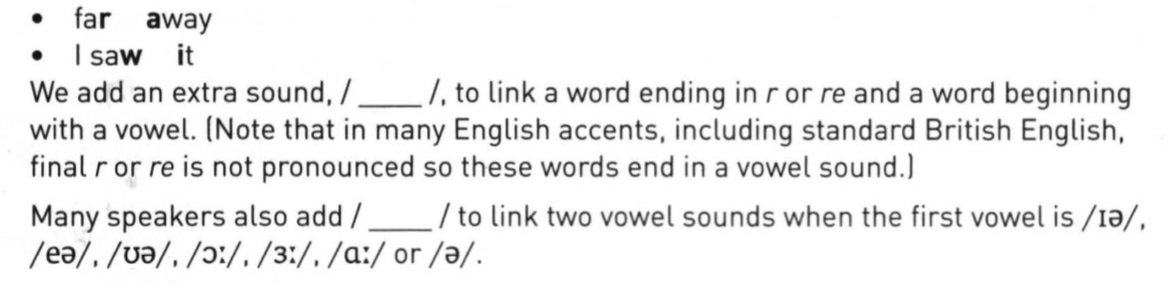 • far away
• I saw it
We add an extra sound, / ____ /, to link a word ending in r or re and a word beginning
with a vowel. (Note that in many English accents, including standard British English,
final r or re is not pronounced so these words end in a vowel sound.)
Many speakers also add / ____ / to link two vowel sounds when the first vowel is /ɪə/,
/eə/, /ʊə/, /ɔː/, /ɜː/, /ɑː/ or /ə/.